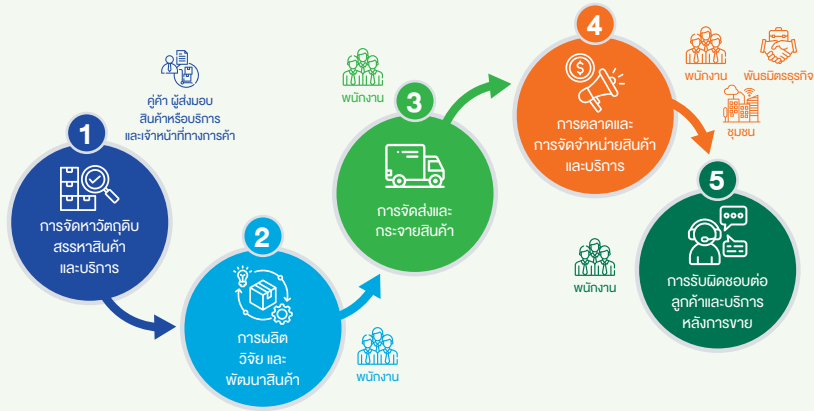 1
การจัดหาวัตถุดิบ
สรรหาสินค้า
และบริการ
คู่ค้า ผู้ส่งมอบ
สินค้าหรือบริการ
และเจ้าหน้าที่ทางการค้า
2
การผลิต
วิจัย และ
พัฒนาสินค้า
พนักงาน
3
การจัดส่งและ
กระจายสินค้า
พนักงาน
4
การตลาดและ
การจัดจำหน่ายสินค้า
และบริการ
พนักงาน
พันธมิตรธุรกิจ
ชุมชน
5
การรับผิดชอบต่อ
ลูกค้าและบริการ
หลังการขาย
พนักงาน